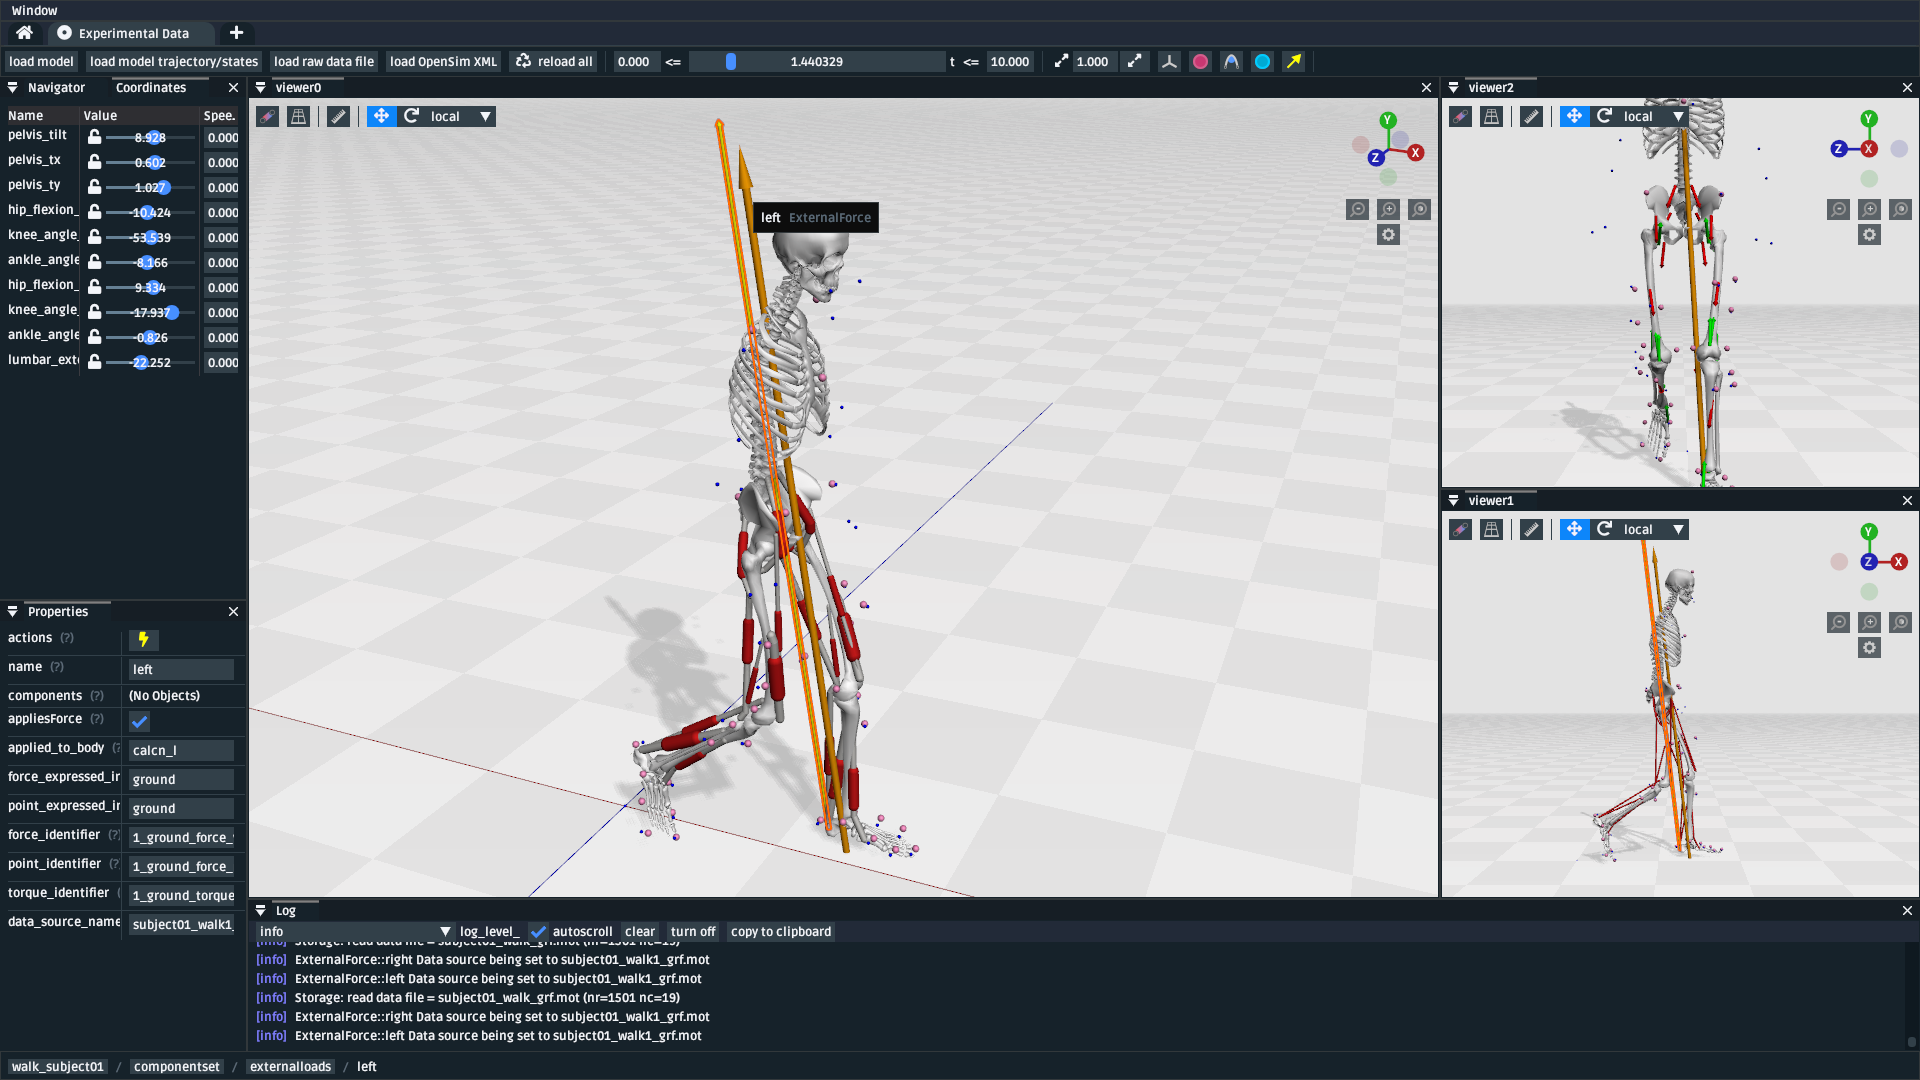 Window
Experimental Data
load model
load model trajectory/states
load raw data file
load OpenSim XML
reload all
0.000 <= 1.440329 t <= 10.000
1.000
Navigator Coordinates
Name Value Spee.
pelvis_tilt 8.928 0.000
pelvis_tx 0.602 0.000
pelvis_ty 1.027 0.000
hip_flexion_ -10.424 0.000
knee_angle_ -53.539 0.000
ankle_angle -8.166 0.000
hip_flexion_ 9.334 0.000
knee_angle_ -17.937 0.000
ankle_angle -0.826 0.000
lumbar_ext -22.252 0.000
Properties
actions (?)
name (?) left
components (?) (No Objects)
appliesForce (?)
applied_to_body (? calcn_l
force_expressed_in ground
point_expressed_in ground
force_identifier (?) 1_ground_force_
point_identifier (?) 1_ground_force_
torque_identifier ( 1_ground_torque
data_source_name subject01_walk1_
viewer0
local
Y
Z
X
left ExternalForce
viewer2
local
Y
Z X
viewer1
local
Y
Z X
Log
info log_level_ autoscroll clear turn off copy to clipboard
[info] Storage: read data file = subject01_walk_grf.mot (nr=1501 nc=19)
[info] ExternalForce::right Data source being set to subject01_walk1_grf.mot
[info] ExternalForce::left Data source being set to subject01_walk1_grf.mot
[info] Storage: read data file = subject01_walk_grf.mot (nr=1501 nc=19)
[info] ExternalForce::right Data source being set to subject01_walk1_grf.mot
[info] ExternalForce::left Data source being set to subject01_walk1_grf.mot
walk_subject01 / componentset / externalloads / left